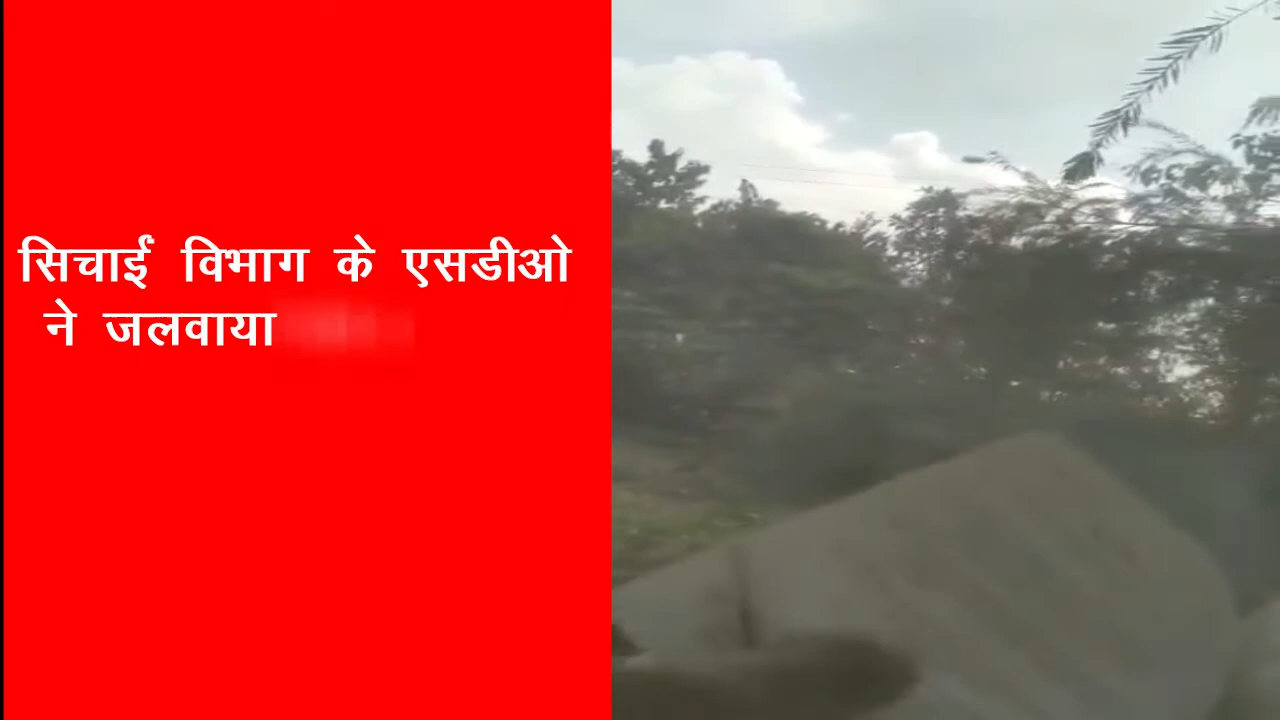 सिचाई विभाग के एसडीओ
ने जलवाया